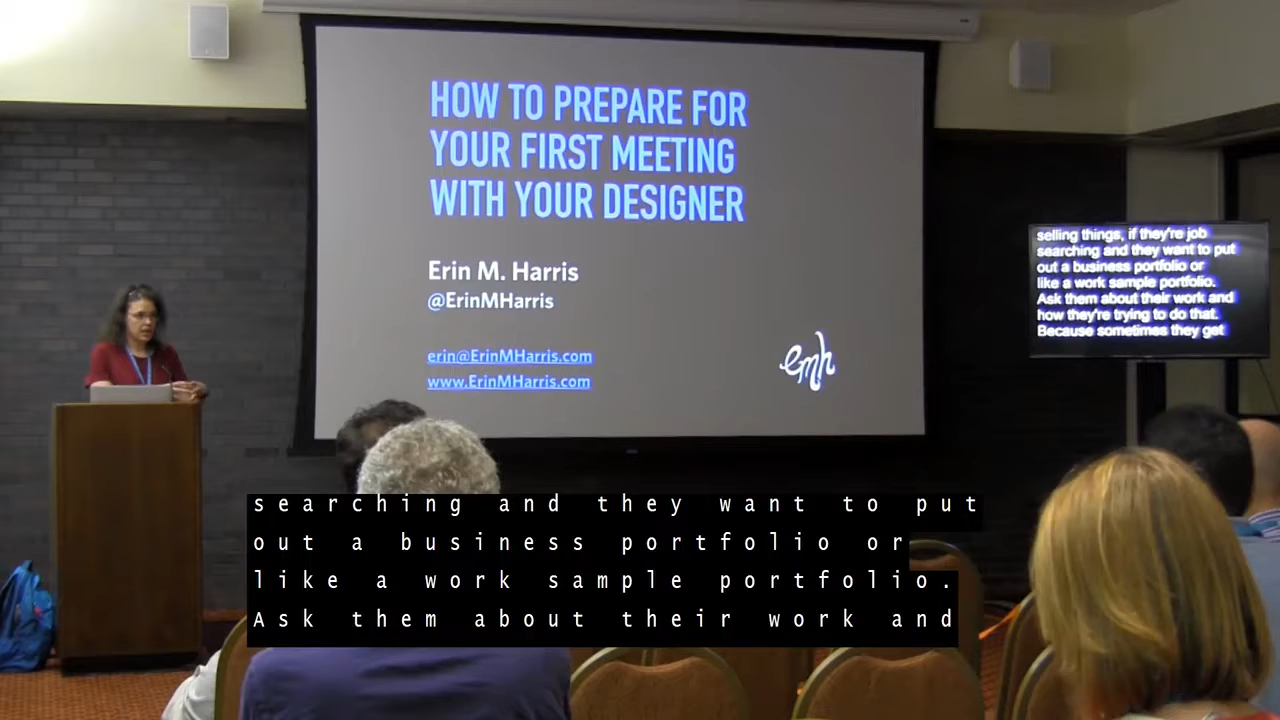 HOW TO PREPARE FOR
YOUR FIRST MEETING
WITH YOUR DESIGNER
Erin M. Harris
@ErinMHarris
erin@ErinMHarris.com
www.ErinMHarris.com
emh
selling things, if they're job
searching and they want to put
out a business portfolio or
like a work sample portfolio.
Ask them about their work and
how they're trying to do that.
Because sometimes they get
searching and they want to put
out a business portfolio or
like a work sample portfolio.
Ask them about their work and